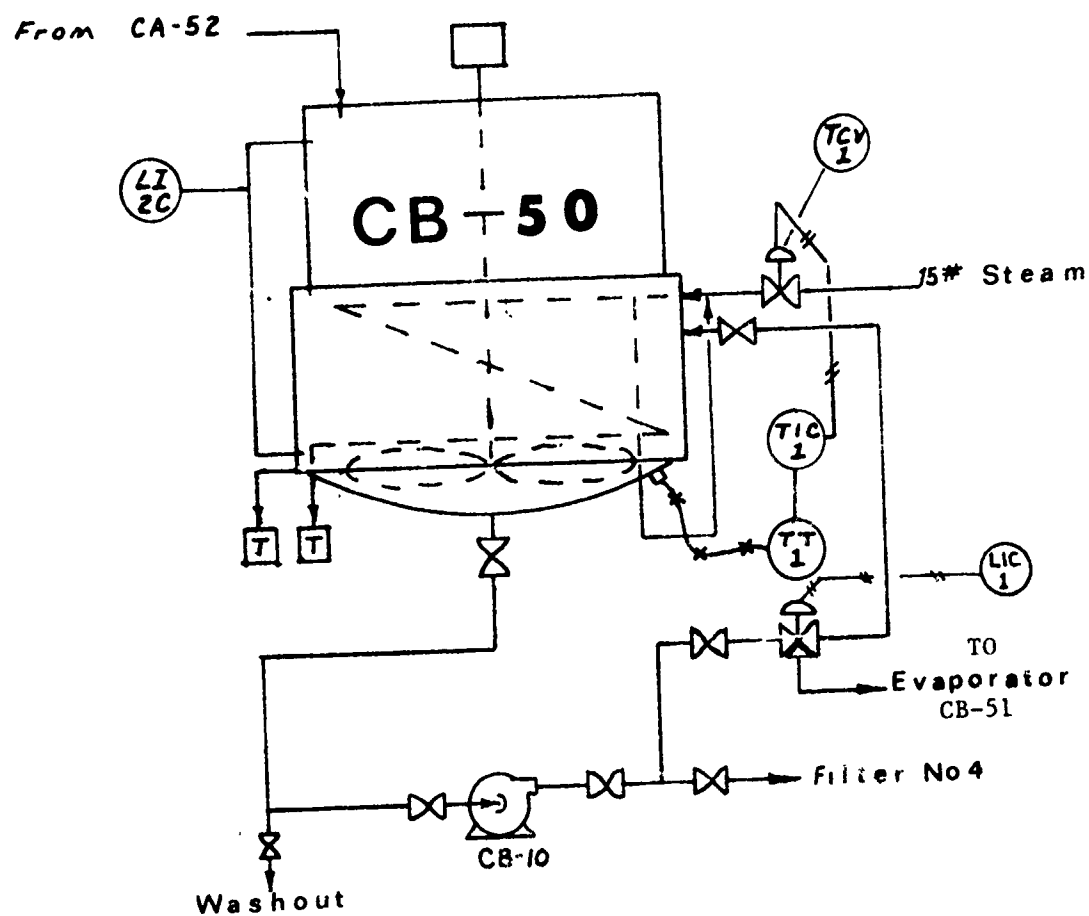 From CA-52
TCV
1
LI
2C
CB-50
15# Steam
TIC
1
T
T
TT
1
LIC
1
TO
Evaporator
CB-51
Filter No 4
CB-10
Washout